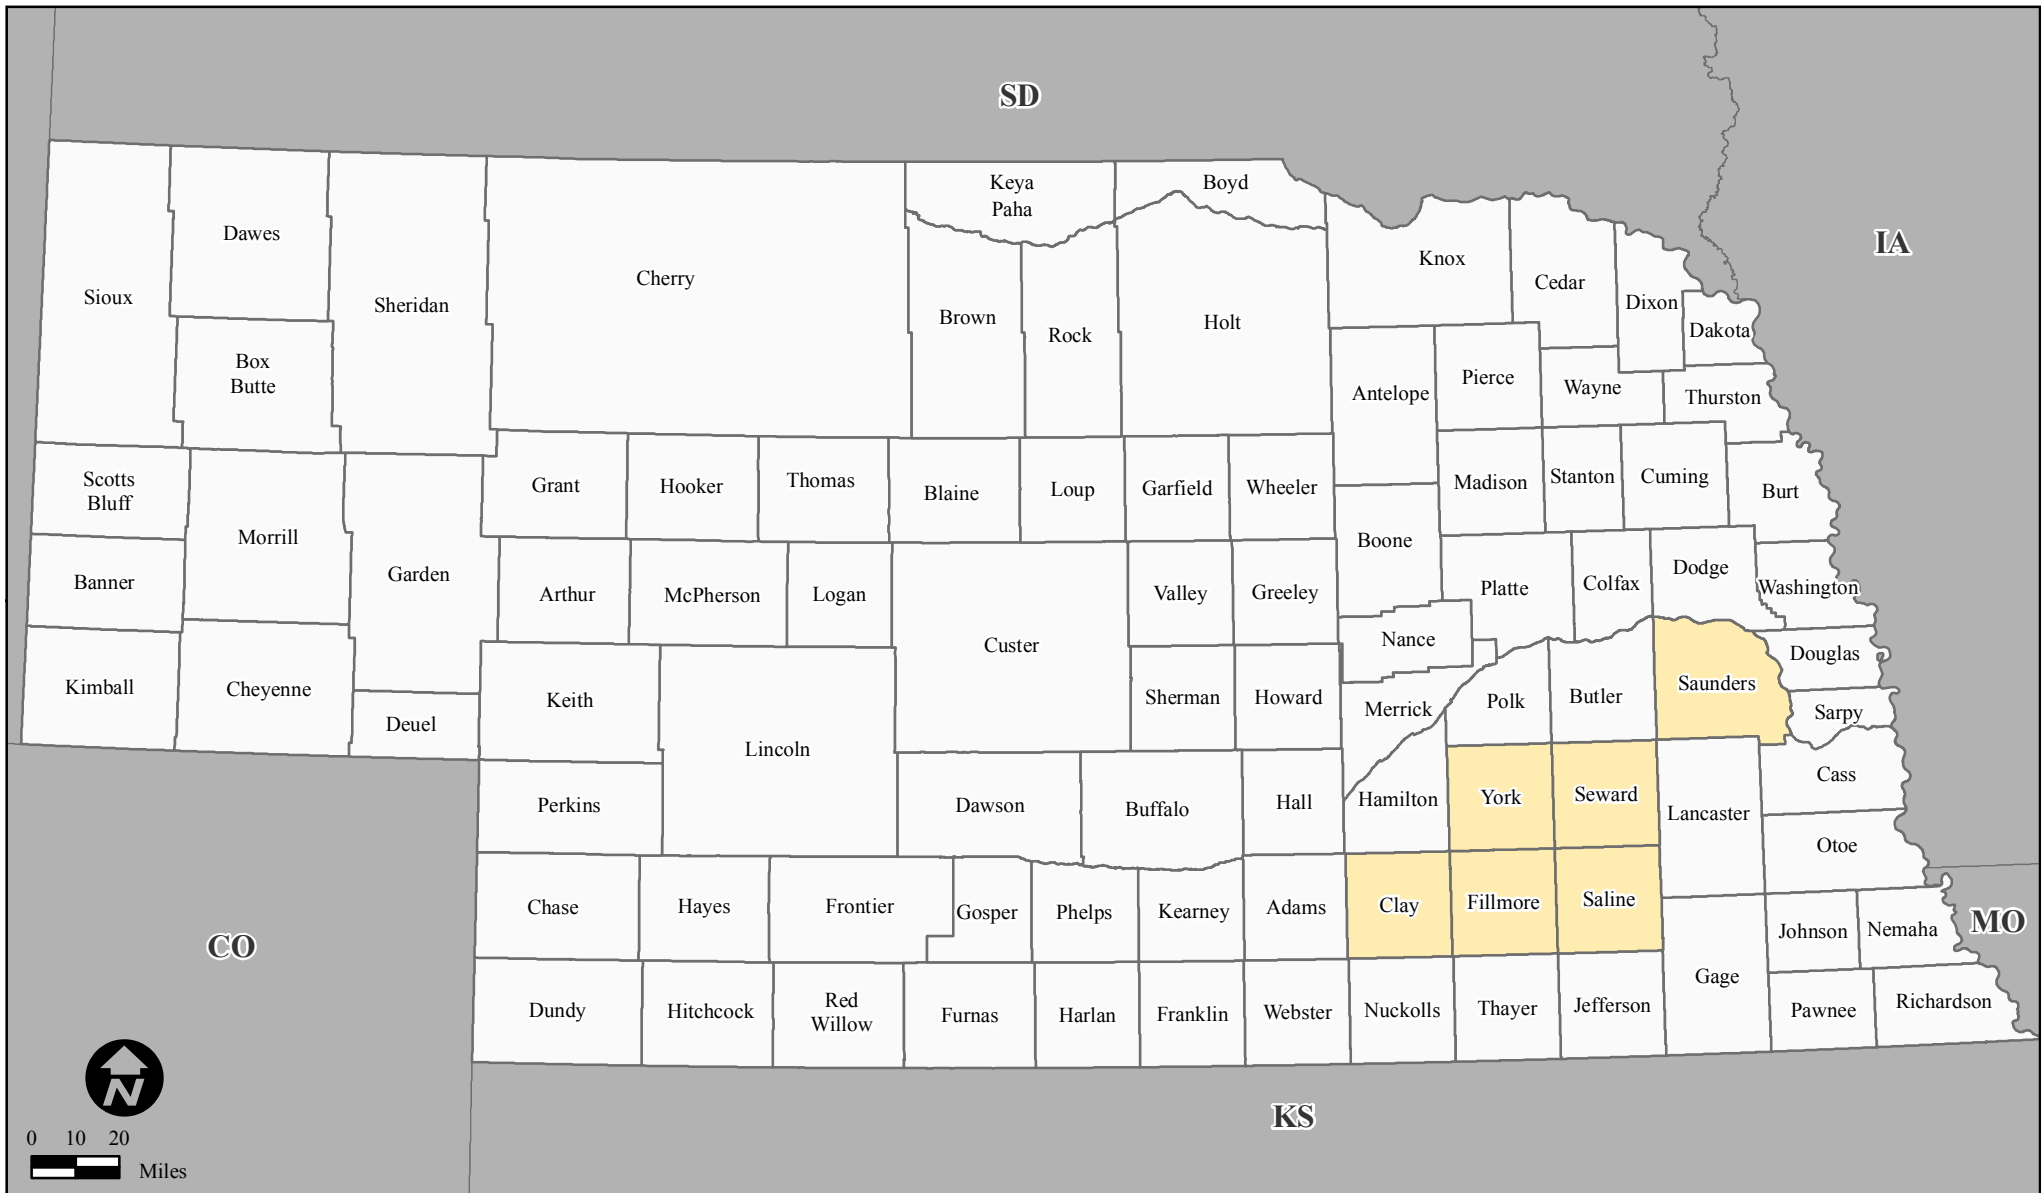 SD
IA
Keya
Paha
Boyd
Dawes
Sioux
Sheridan
Cherry
Brown
Rock
Holt
Knox
Cedar
Dixon
Dakota
Box
Butte
Antelope
Pierce
Wayne
Thurston
Scotts
Bluff
Morrill
Grant
Hooker
Thomas
Blaine
Loup
Garfield
Wheeler
Madison
Stanton
Cuming
Burt
Boone
Banner
Garden
Arthur
McPherson
Logan
Custer
Valley
Greeley
Platte
Colfax
Dodge
Washington
Nance
Douglas
Kimball
Cheyenne
Deuel
Keith
Lincoln
Sherman
Howard
Merrick
Polk
Butler
Saunders
Sarpy
Perkins
Dawson
Buffalo
Hall
Hamilton
York
Seward
Lancaster
Cass
Otoe
Chase
Hayes
Frontier
Gosper
Phelps
Kearney
Adams
Clay
Fillmore
Saline
Johnson
Nemaha
MO
CO
Dundy
Hitchcock
Red
Willow
Furnas
Harlan
Franklin
Webster
Nuckolls
Thayer
Jefferson
Gage
Pawnee
Richardson
KS
N
0 10 20
Miles